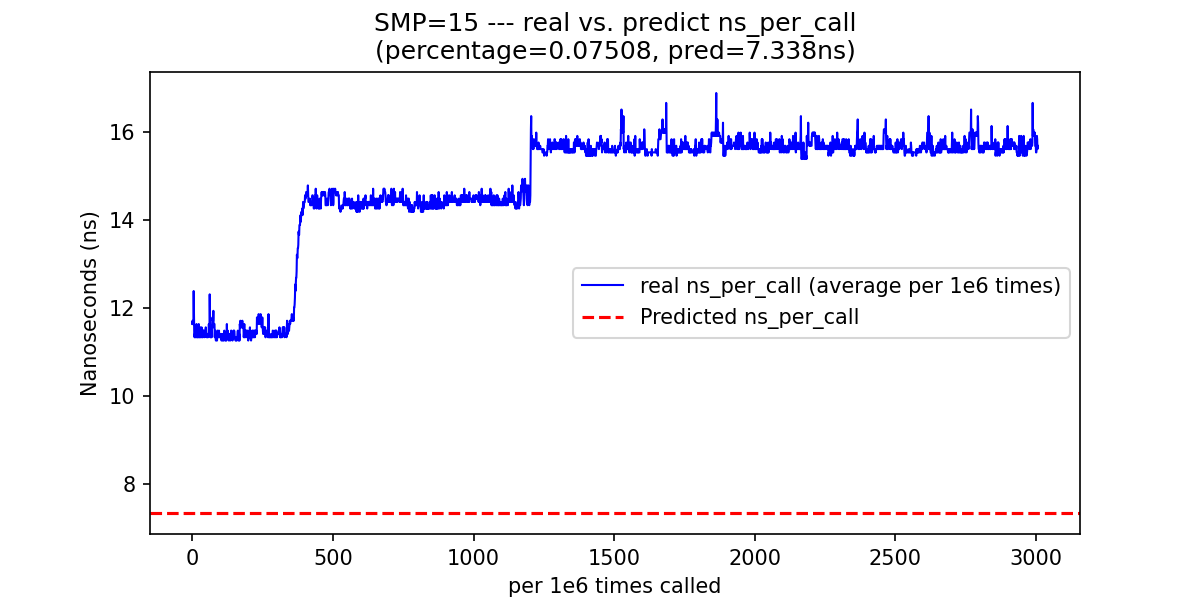 SMP=15 --- real vs. predict ns_per_call
(percentage=0.07508, pred=7.338ns)
Nanoseconds (ns)
16
14
12
10
8
real ns_per_call (average per 1e6 times)
Predicted ns_per_call
0 500 1000 1500 2000 2500 3000
per 1e6 times called